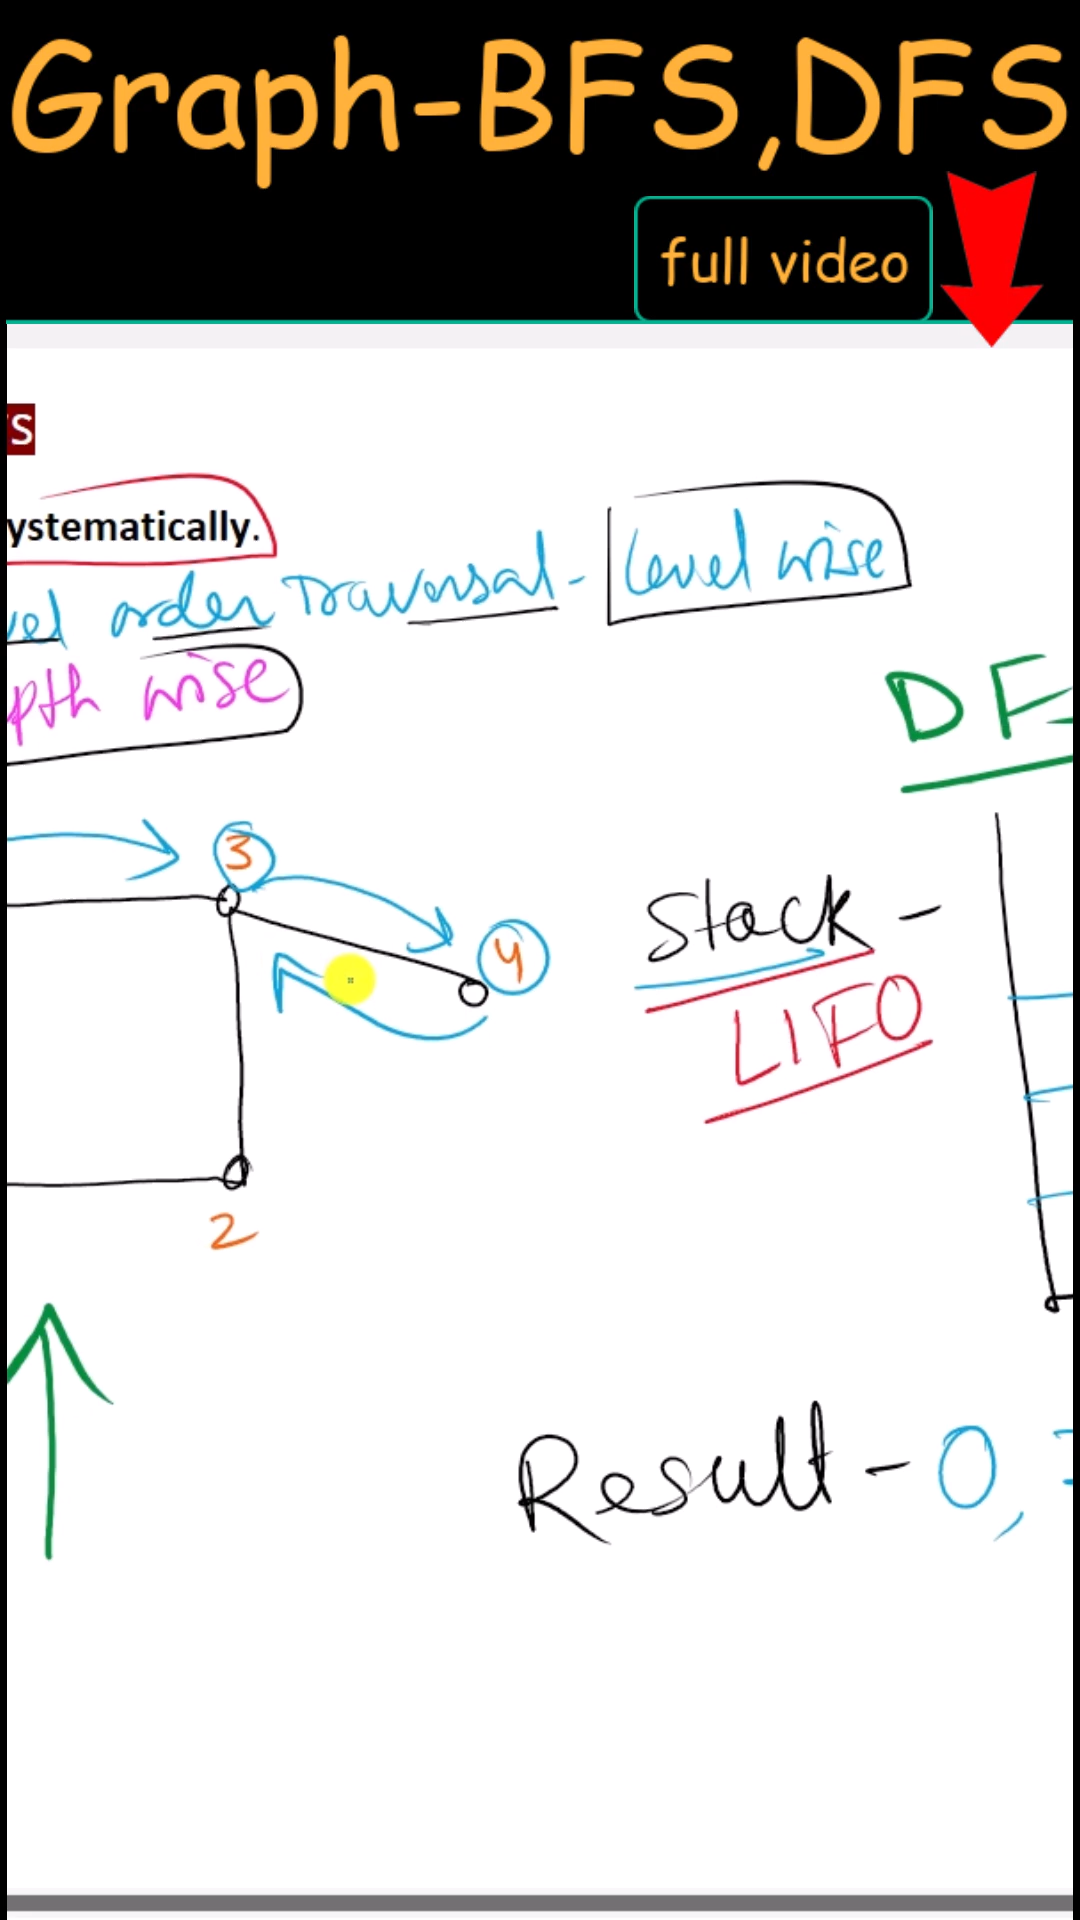 Graph-BFS,DFS
full video
s
ystematically.
vel order Traversal - level wise
pth wise
DF
3
4
Stack -
LIFO
2
Result - 0,